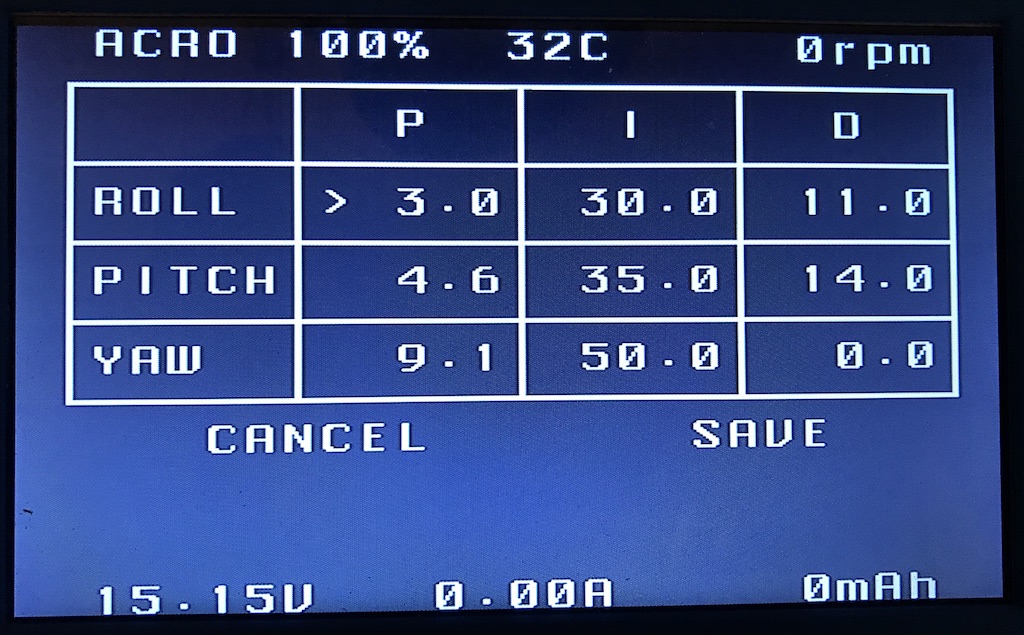 ACRO 100% 32C 0rpm
P I D
ROLL > 3.0 30.0 11.0
PITCH 4.6 35.0 14.0
YAW 9.1 50.0 0.0
CANCEL SAVE
15.15V 0.00A 0mAh